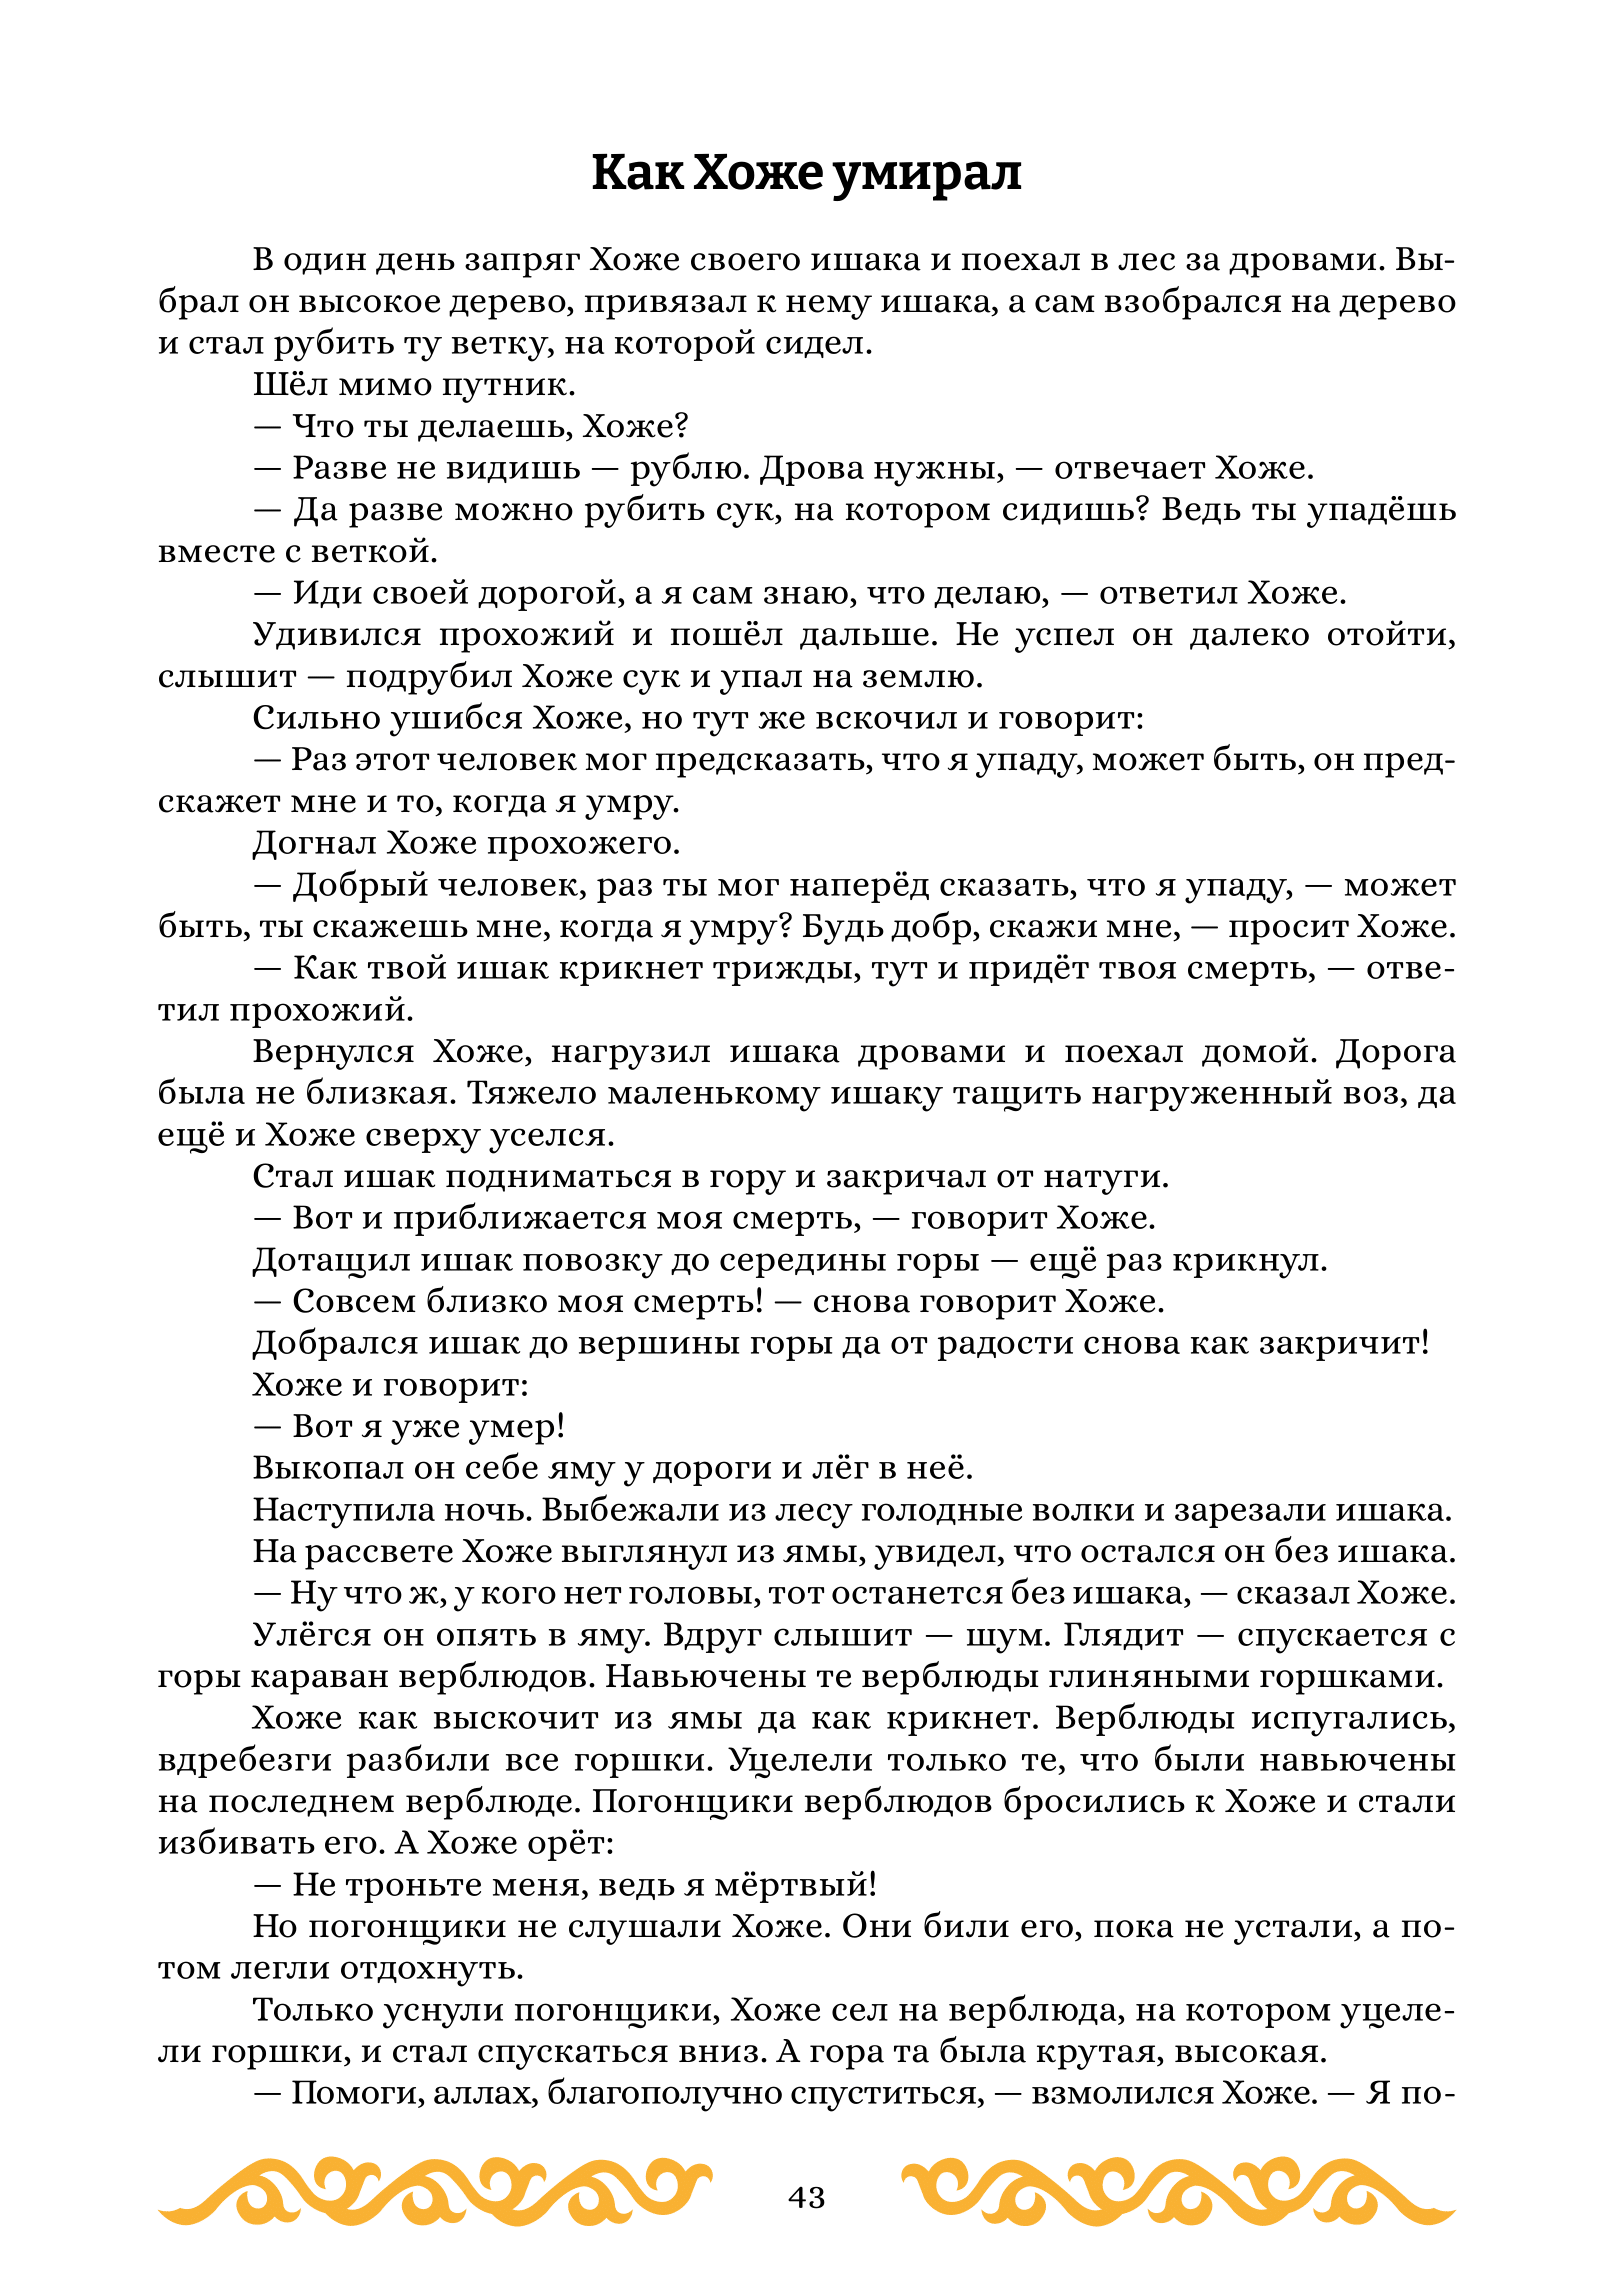 Как Хоже умирал
В один день запряг Хоже своего ишака и поехал в лес за дровами. Вы-
брал он высокое дерево, привязал к нему ишака, а сам взобрался на дерево
и стал рубить ту ветку, на которой сидел.
Шёл мимо путник.
— Что ты делаешь, Хоже?
— Разве не видишь — рублю. Дрова нужны, — отвечает Хоже.
— Да разве можно рубить сук, на котором сидишь? Ведь ты упадёшь
вместе с веткой.
— Иди своей дорогой, а я сам знаю, что делаю, — ответил Хоже.
Удивился прохожий и пошёл дальше. Не успел он далеко отойти,
слышит — подрубил Хоже сук и упал на землю.
Сильно ушибся Хоже, но тут же вскочил и говорит:
— Раз этот человек мог предсказать, что я упаду, может быть, он пред-
скажет мне и то, когда я умру.
Догнал Хоже прохожего.
— Добрый человек, раз ты мог наперёд сказать, что я упаду, — может
быть, ты скажешь мне, когда я умру? Будь добр, скажи мне, — просит Хоже.
— Как твой ишак крикнет трижды, тут и придёт твоя смерть, — отве-
тил прохожий.
Вернулся Хоже, нагрузил ишака дровами и поехал домой. Дорога
была не близкая. Тяжело маленькому ишаку тащить нагруженный воз, да
ещё и Хоже сверху уселся.
Стал ишак подниматься в гору и закричал от натуги.
— Вот и приближается моя смерть, — говорит Хоже.
Дотащил ишак повозку до середины горы — ещё раз крикнул.
— Совсем близко моя смерть! — снова говорит Хоже.
Добрался ишак до вершины горы да от радости снова как закричит!
Хоже и говорит:
— Вот я уже умер!
Выкопал он себе яму у дороги и лёг в неё.
Наступила ночь. Выбежали из лесу голодные волки и зарезали ишака.
На рассвете Хоже выглянул из ямы, увидел, что остался он без ишака.
— Ну что ж, у кого нет головы, тот останется без ишака, — сказал Хоже.
Улёгся он опять в яму. Вдруг слышит — шум. Глядит — спускается с
горы караван верблюдов. Навьючены те верблюды глиняными горшками.
Хоже как выскочит из ямы да как крикнет. Верблюды испугались,
вдребезги разбили все горшки. Уцелели только те, что были навьючены
на последнем верблюде. Погонщики верблюдов бросились к Хоже и стали
избивать его. А Хоже орёт:
— Не троньте меня, ведь я мёртвый!
Но погонщики не слушали Хоже. Они били его, пока не устали, а по-
том легли отдохнуть.
Только уснули погонщики, Хоже сел на верблюда, на котором уцеле-
ли горшки, и стал спускаться вниз. А гора та была крутая, высокая.
— Помоги, аллах, благополучно спуститься, — взмолился Хоже. — Я по-
43